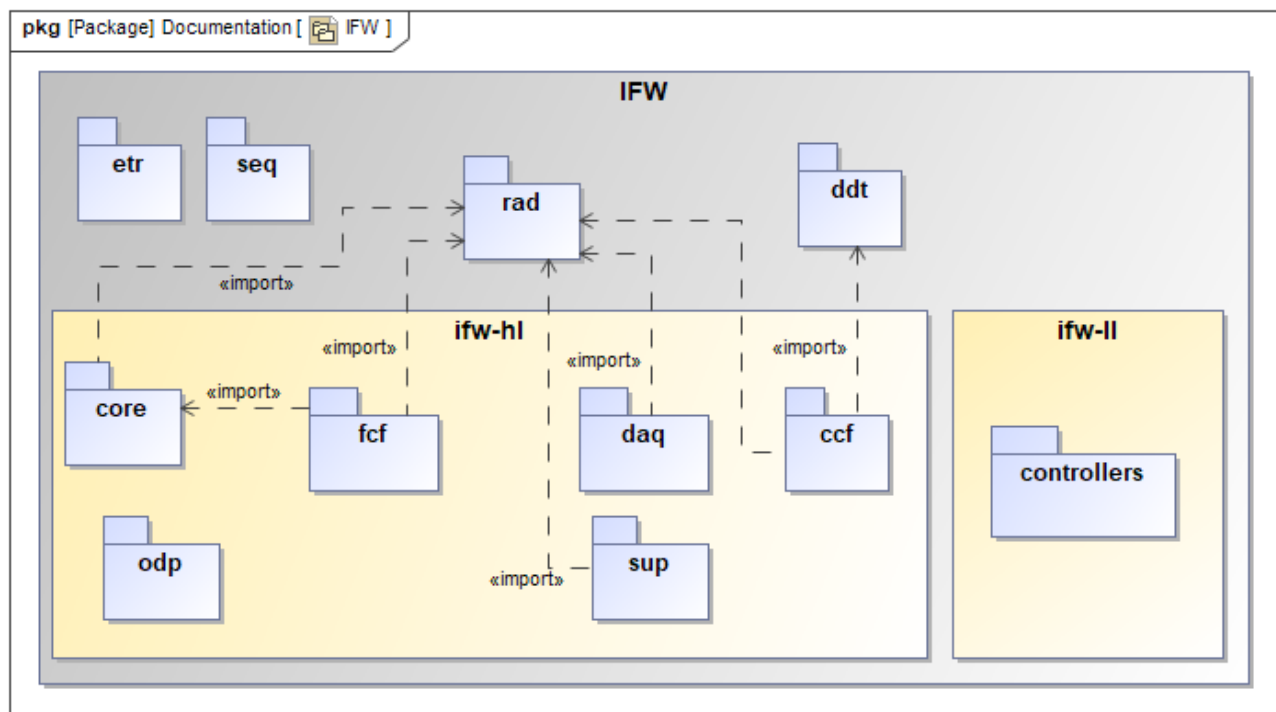 pkg [Package] Documentation [ IFW ]
IFW
etr
seq
rad
ddt
«import»
ifw-hl
ifw-ll
«import»
«import»
«import»
«import»
core
fcf
daq
ccf
controllers
odp
sup
«import»